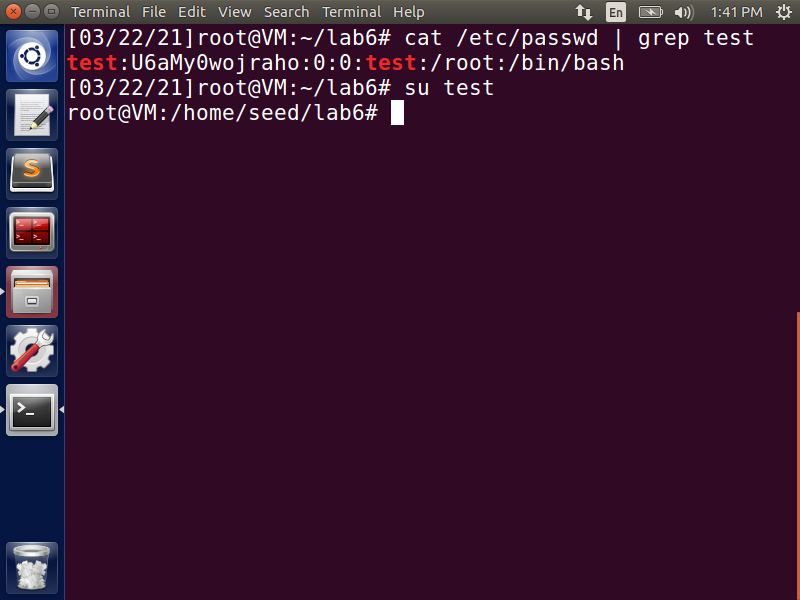 Terminal File Edit View Search Terminal Help En 1:41 PM
[03/22/21]root@VM:~/lab6# cat /etc/passwd | grep test
test:U6aMy0wojraho:0:0:test:/root:/bin/bash
[03/22/21]root@VM:~/lab6# su test
root@VM:/home/seed/lab6#